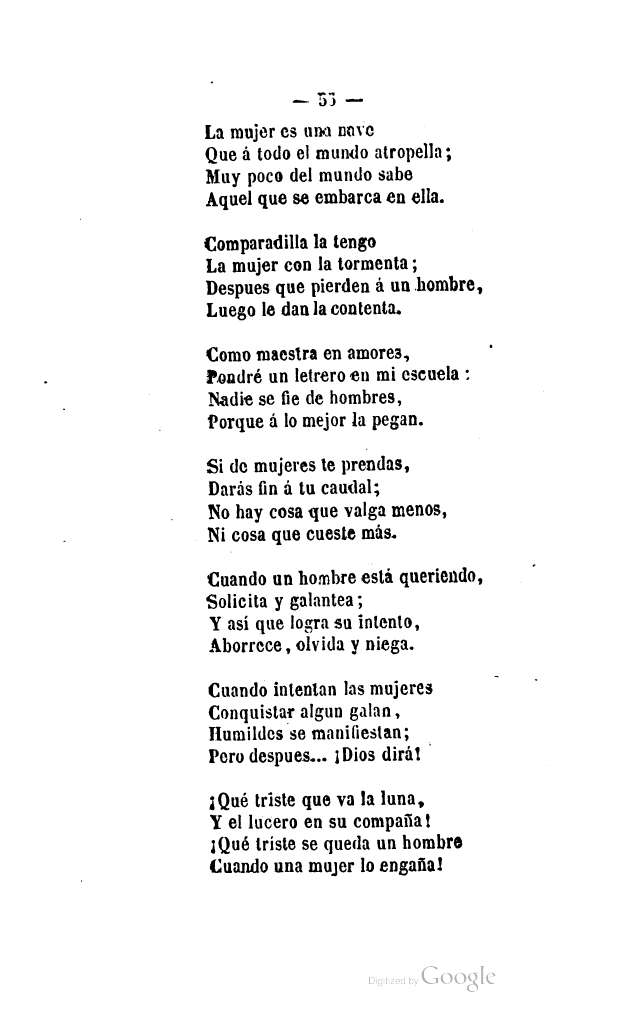 — 55 —
La mujer es una nave
Que á todo el mundo atropella;
Muy poco del mundo sabe
Aquel que se embarca en ella.
Comparadilla la tengo
La mujer con la tormenta;
Despues que pierden á un hombre,
Luego le dan la contenta.
Como maestra en amores,
Pondré un letrero en mi escuela:
Nadie se fie de hombres,
Porque á lo mejor la pegan.
Si de mujeres te prendas,
Darás fin á tu caudal;
No hay cosa que valga menos,
Ni cosa que cueste más.
Cuando un hombre está queriendo,
Solicita y galantea;
Y así que logra su intento,
Aborrece, olvida y niega.
Cuando intentan las mujeres
Conquistar algun galan,
Humildes se manifiestan;
Pero despues... ¡Dios dirá!
¡Qué triste que va la luna,
Y el lucero en su compaña!
¡Qué triste se queda un hombre
Cuando una mujer lo engaña!
Digitized by Google